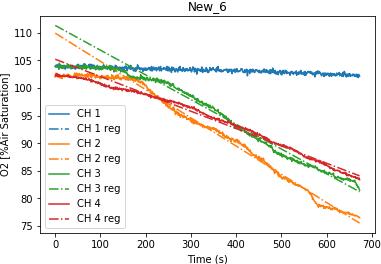 New_6
O2 [%Air Saturation]
110
105
100
95
90
85
80
75
CH 1
CH 1 reg
CH 2
CH 2 reg
CH 3
CH 3 reg
CH 4
CH 4 reg
0 100 200 300 400 500 600 700
Time (s)